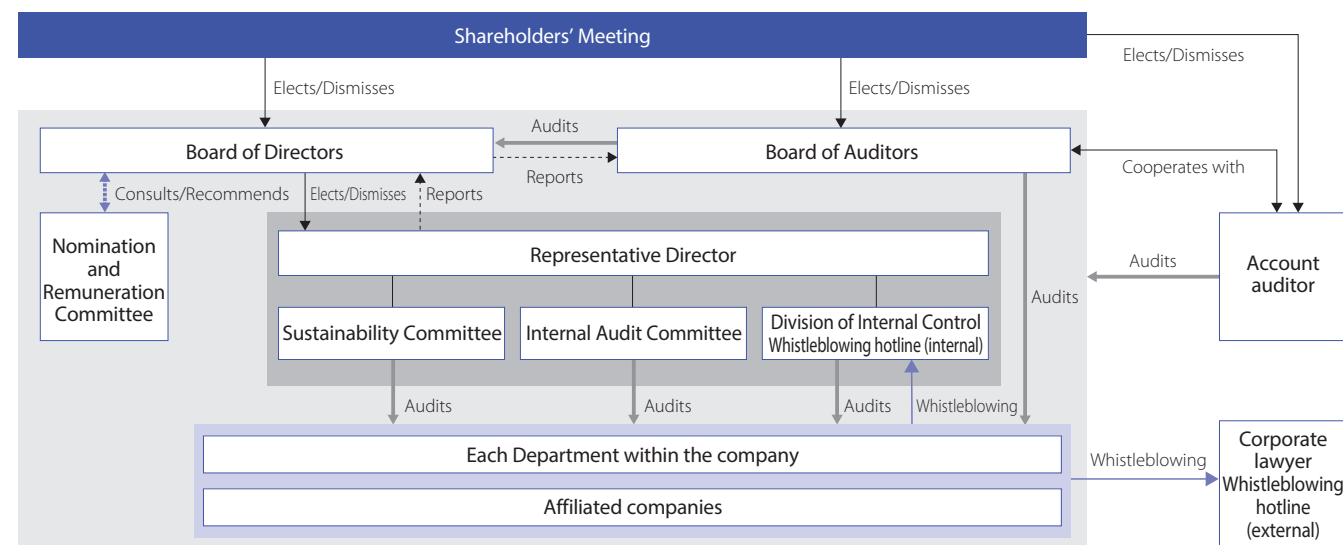 Shareholders’ Meeting
Elects/Dismisses
Elects/Dismisses
Elects/Dismisses
Audits
Board of Directors
Board of Auditors
Reports
Cooperates with
Consults/Recommends
Elects/Dismisses
Reports
Nomination
and
Remuneration
Committee
Representative Director
Audits
Account
auditor
Audits
Sustainability Committee
Internal Audit Committee
Division of Internal Control
Whistleblowing hotline (internal)
Audits
Audits
Audits
Whistleblowing
Each Department within the company
Affiliated companies
Whistleblowing
Corporate
lawyer
Whistleblowing
hotline
(external)